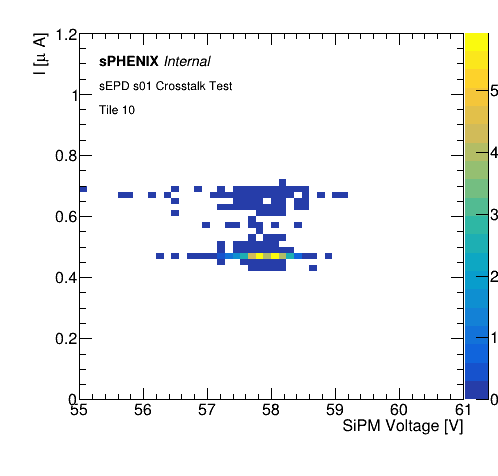 I [μ A]
1.2
1
0.8
0.6
0.4
0.2
0
sPHENIX Internal
sEPD s01 Crosstalk Test
Tile 10
55 56 57 58 59 60 61
SiPM Voltage [V]
5
4
3
2
1
0